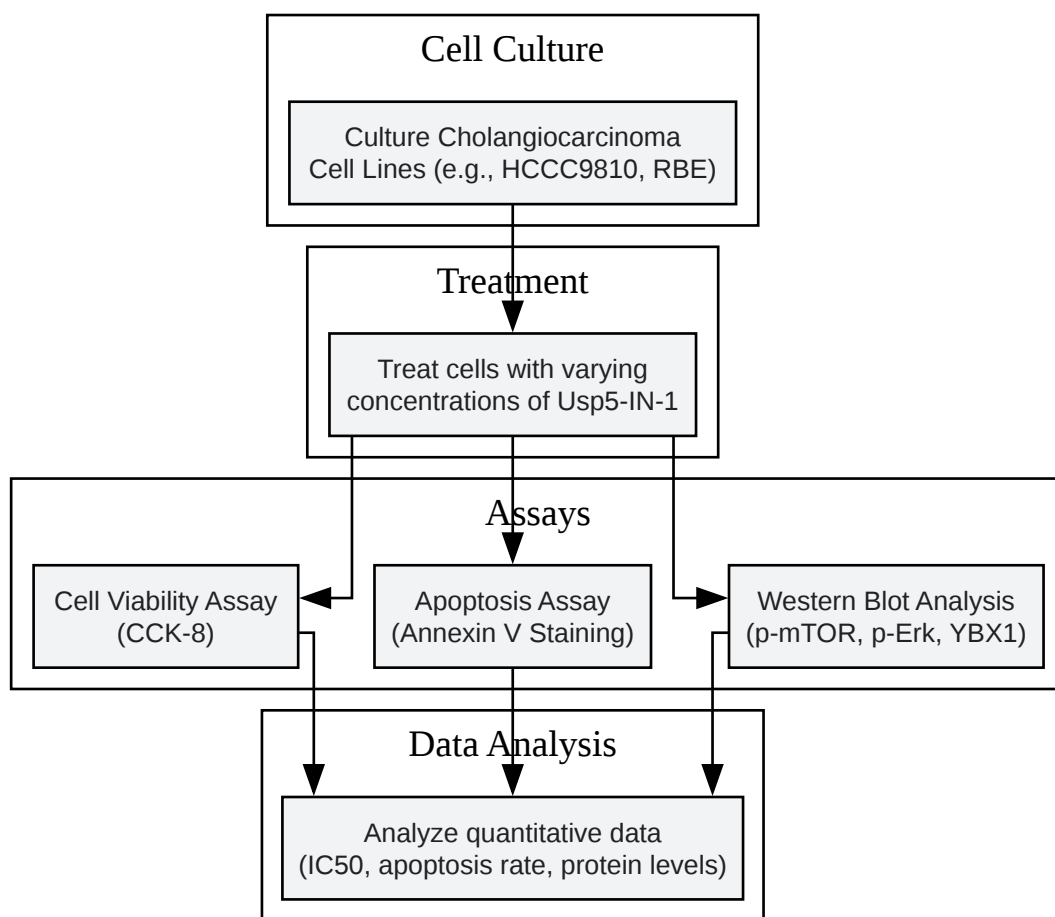 Cell Culture
Culture Cholangiocarcinoma
Cell Lines (e.g., HCCC9810, RBE)
Treatment
Treat cells with varying
concentrations of Usp5-IN-1
Assays
Cell Viability Assay
(CCK-8)
Apoptosis Assay
(Annexin V Staining)
Western Blot Analysis
(p-mTOR, p-Erk, YBX1)
Data Analysis
Analyze quantitative data
(IC50, apoptosis rate, protein levels)